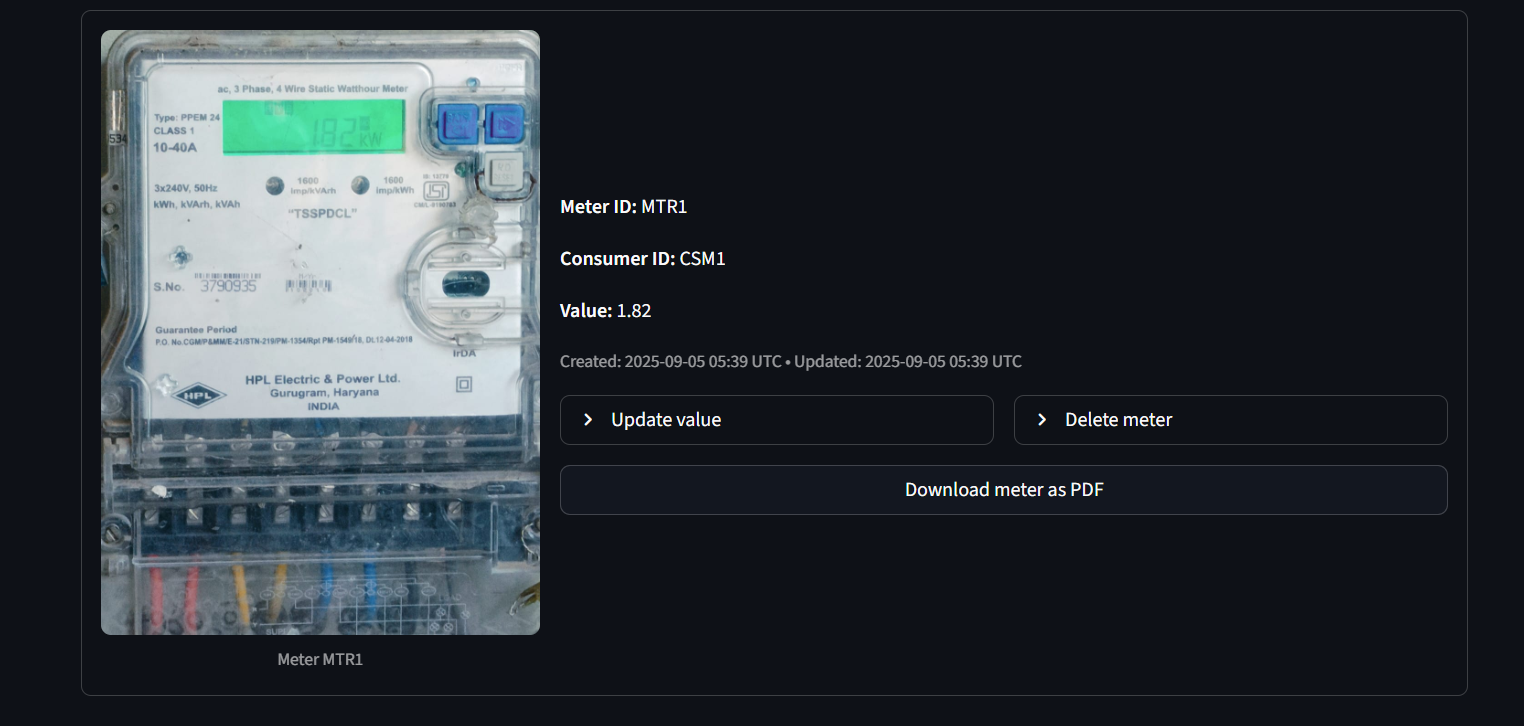 ac, 3 Phase, 4 Wire Static Watthour Meter
Type: PPEM 24
CLASS 1
10-40A
534
1.82 kW
3x240V, 50Hz
kWh, kVArh, kVAh
1600
Imp/kVArh
1600
Imp/kWh
IS: 13779
ISI
"TSSPDCL"
S.No. 3790935
Guarantee Period
P.O. No.CGM/P&MM/E-21/STN-219/PM-1354/Rpt PM-1549/18, Dt.12-04-2018
IrDA
HPL
HPL Electric & Power Ltd.
Gurugram, Haryana
INDIA
Meter MTR1
Meter ID: MTR1
Consumer ID: CSM1
Value: 1.82
Created: 2025-09-05 05:39 UTC • Updated: 2025-09-05 05:39 UTC
Update value
Delete meter
Download meter as PDF